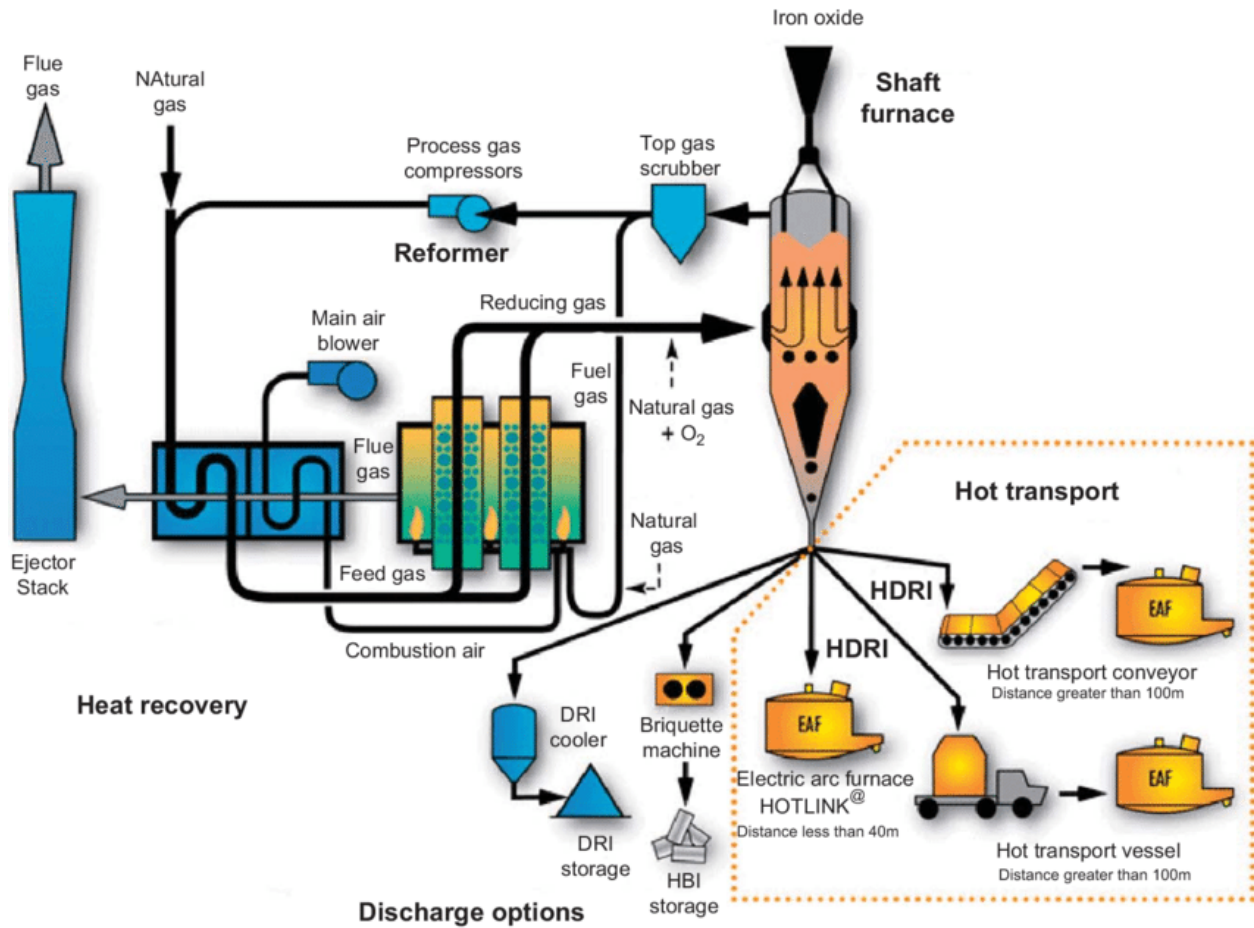 Iron oxide
Flue
gas
NAtural
gas
Shaft
furnace
Process gas
compressors
Top gas
scrubber
Reformer
Reducing gas
Main air
blower
Fuel
gas
Natural gas
+ O2
Flue
gas
Hot transport
Natural
gas
Ejector
Stack
Feed gas
HDRI
EAF
Combustion air
HDRI
Hot transport conveyor
Distance greater than 100m
Heat recovery
DRI
cooler
Briquette
machine
EAF
EAF
Electric arc furnace
HOTLINK@
Distance less than 40m
DRI
storage
Hot transport vessel
Distance greater than 100m
HBI
storage
Discharge options